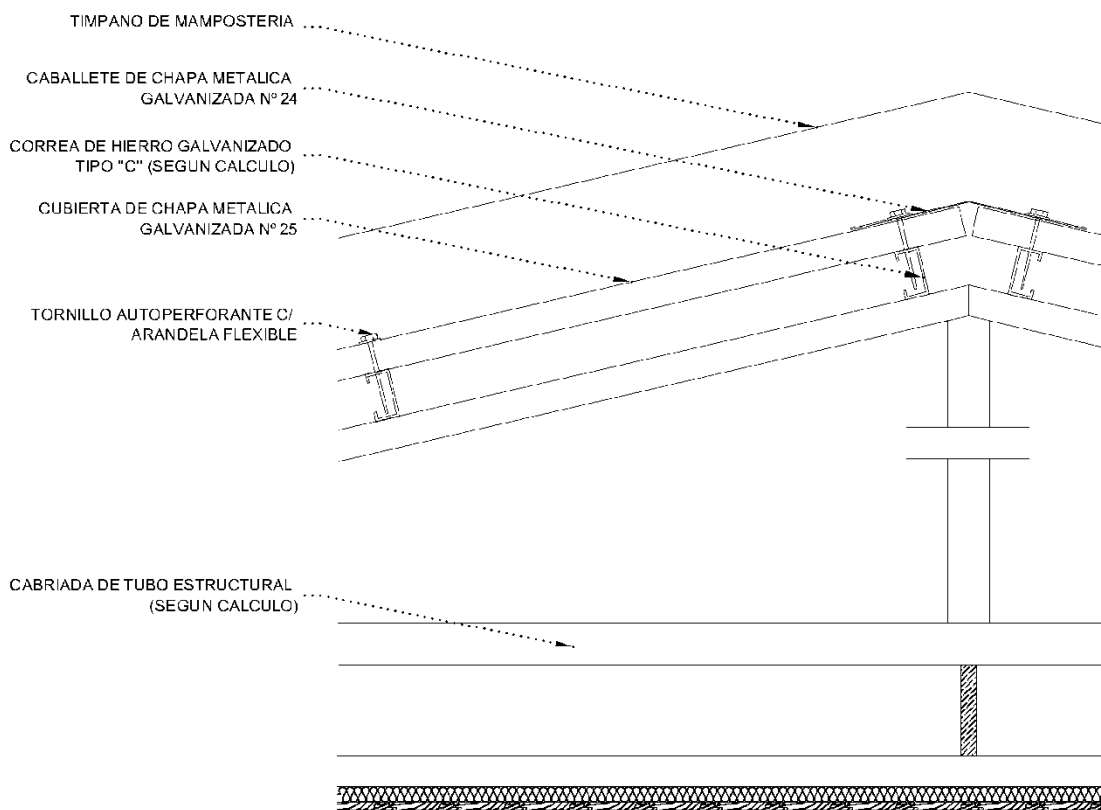 TIMPANO DE MAMPOSTERIA
CABALLETE DE CHAPA METALICA
GALVANIZADA Nº 24
CORREA DE HIERRO GALVANIZADO
TIPO "C" (SEGUN CALCULO)
CUBIERTA DE CHAPA METALICA
GALVANIZADA Nº 25
TORNILLO AUTOPERFORANTE C/
ARANDELA FLEXIBLE
CABRIADA DE TUBO ESTRUCTURAL
(SEGUN CALCULO)